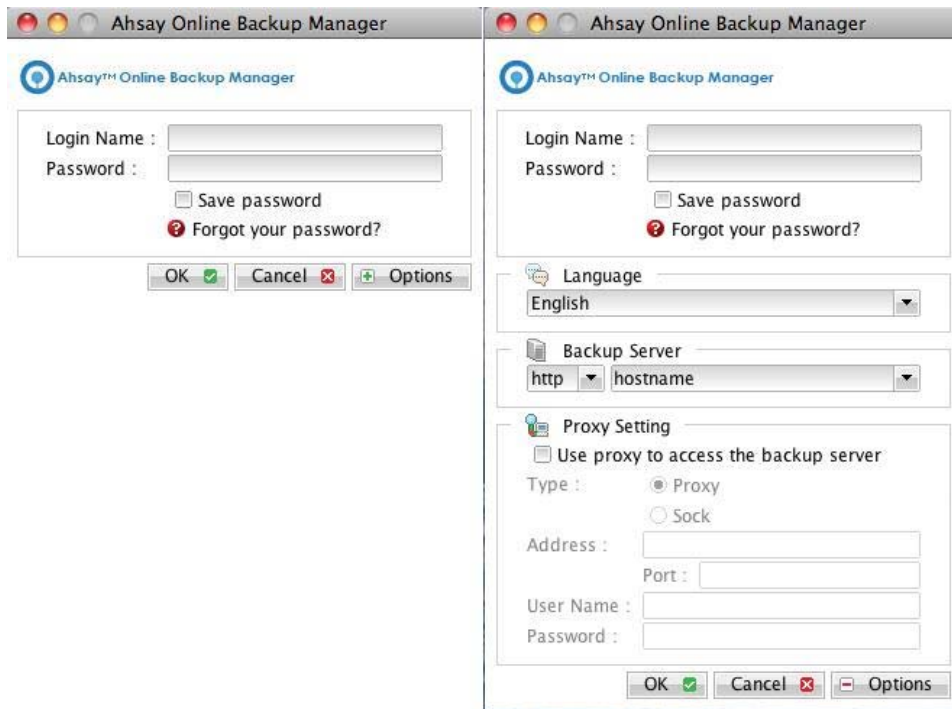 Ahsay Online Backup Manager
Ahsay™ Online Backup Manager
Login Name :
Password :
Save password
Forgot your password?
OK
Cancel
Options
Ahsay Online Backup Manager
Ahsay™ Online Backup Manager
Login Name :
Password :
Save password
Forgot your password?
Language
English
Backup Server
http
hostname
Proxy Setting
Use proxy to access the backup server
Type :
Proxy
Sock
Address :
Port :
User Name :
Password :
OK
Cancel
Options